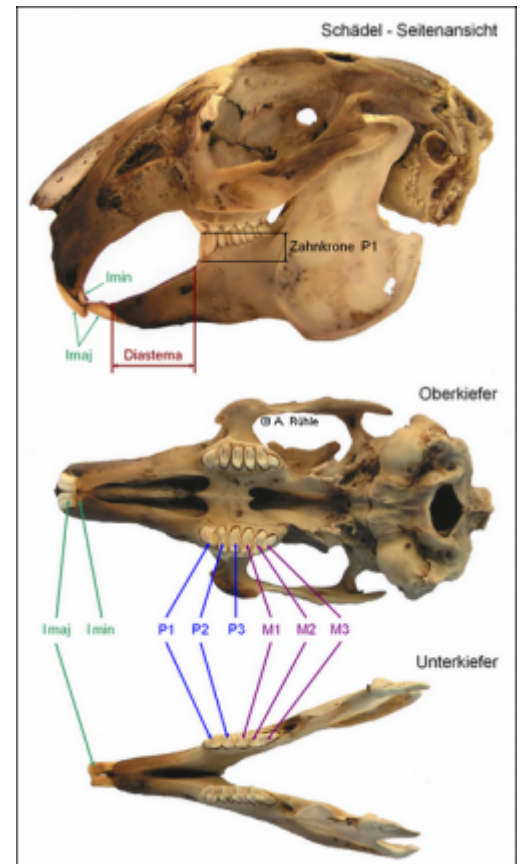 Schädel - Seitenansicht
Zahnkrone P1
Imin
Imaj
Diastema
Oberkiefer
@ A. Rühle
Imaj Imin P1 P2 P3 M1 M2 M3
Unterkiefer